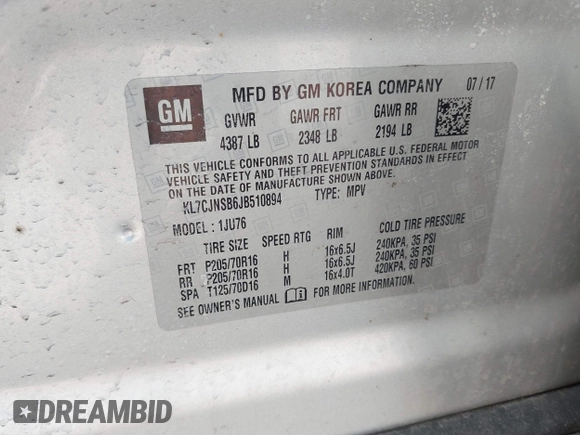 GM
MFD BY GM KOREA COMPANY 07/17
GVWR GAWR FRT GAWR RR
4387 LB 2348 LB 2194 LB
THIS VEHICLE CONFORMS TO ALL APPLICABLE U.S. FEDERAL MOTOR
VEHICLE SAFETY AND THEFT PREVENTION STANDARDS IN EFFECT
ON THE DATE OF MANUFACTURE SHOWN ABOVE.
KL7CJNSB6JB510894 TYPE: MPV
MODEL: 1JU76
TIRE SIZE SPEED RTG RIM COLD TIRE PRESSURE
FRT P205/70R16 H 16x6.5J 240KPA, 35 PSI
RR P205/70R16 H 16x6.5J 240KPA, 35 PSI
SPA T125/70D16 M 16x4.0T 420KPA, 60 PSI
SEE OWNER'S MANUAL FOR MORE INFORMATION.
DREAMBID